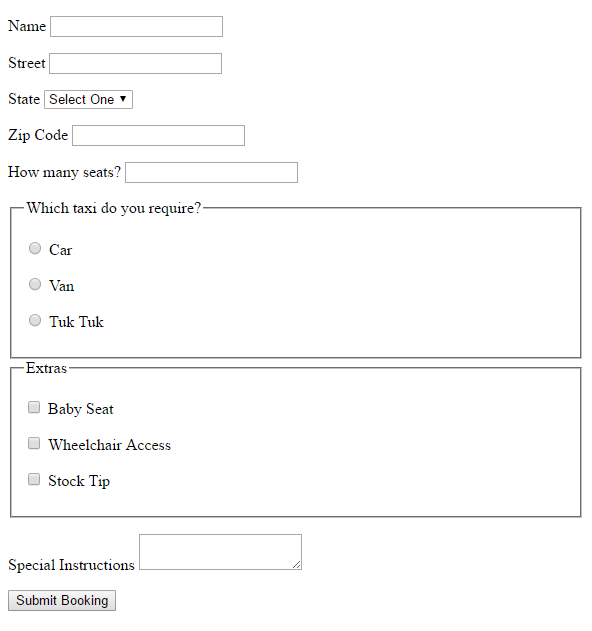 Name
Street
State Select One
Zip Code
How many seats?
Which taxi do you require?
Car
Van
Tuk Tuk
Extras
Baby Seat
Wheelchair Access
Stock Tip
Special Instructions
Submit Booking